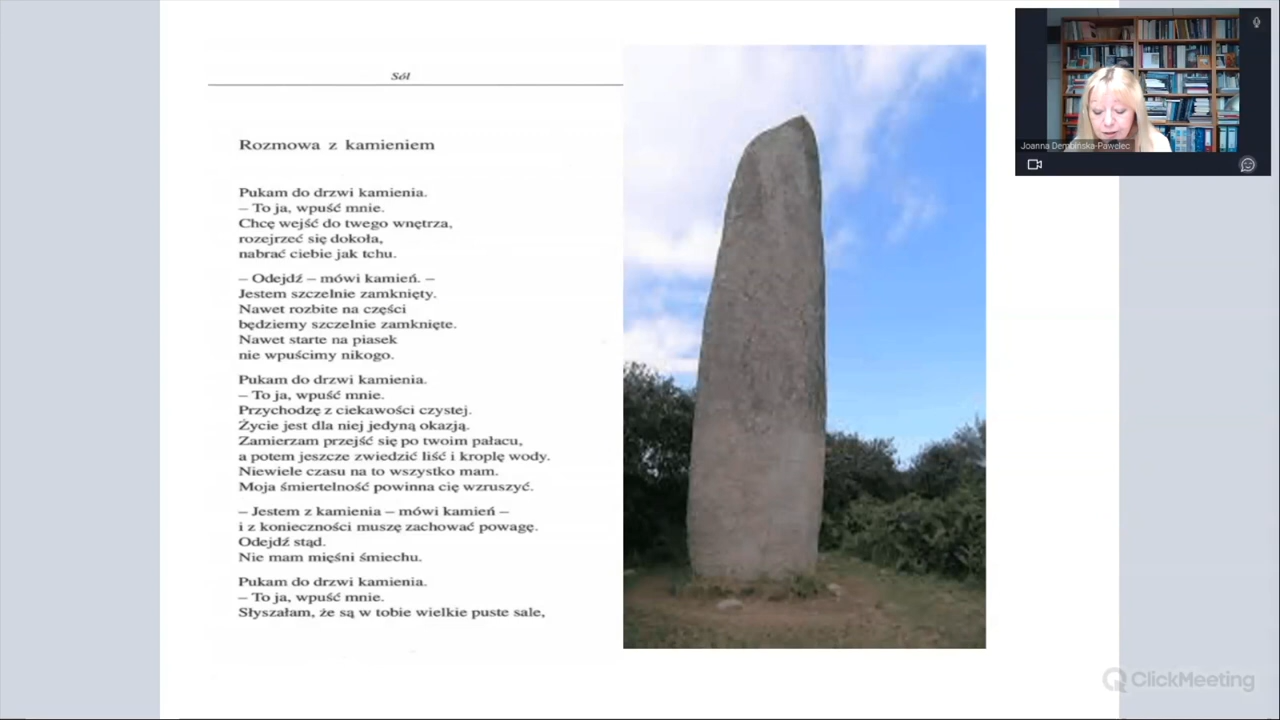 Sól
Rozmowa z kamieniem
Pukam do drzwi kamienia.
– To ja, wpuść mnie.
Chcę wejść do twego wnętrza,
rozejrzeć się dokoła,
nabrać ciebie jak tchu.
– Odejdź – mówi kamień. –
Jestem szczelnie zamknięty.
Nawet rozbite na części
będziemy szczelnie zamknięte.
Nawet starte na piasek
nie wpuścimy nikogo.
Pukam do drzwi kamienia.
– To ja, wpuść mnie.
Przychodzę z ciekawości czystej.
Życie jest dla niej jedyną okazją.
Zamierzam przejść się po twoim pałacu,
a potem jeszcze zwiedzić liść i kroplę wody.
Niewiele czasu na to wszystko mam.
Moja śmiertelność powinna cię wzruszyć.
– Jestem z kamienia – mówi kamień –
i z konieczności muszę zachować powagę.
Odejdź stąd.
Nie mam mięśni śmiechu.
Pukam do drzwi kamienia.
– To ja, wpuść mnie.
Słyszałam, że są w tobie wielkie puste sale,
Joanna Dembińska-Pawelec
ClickMeeting